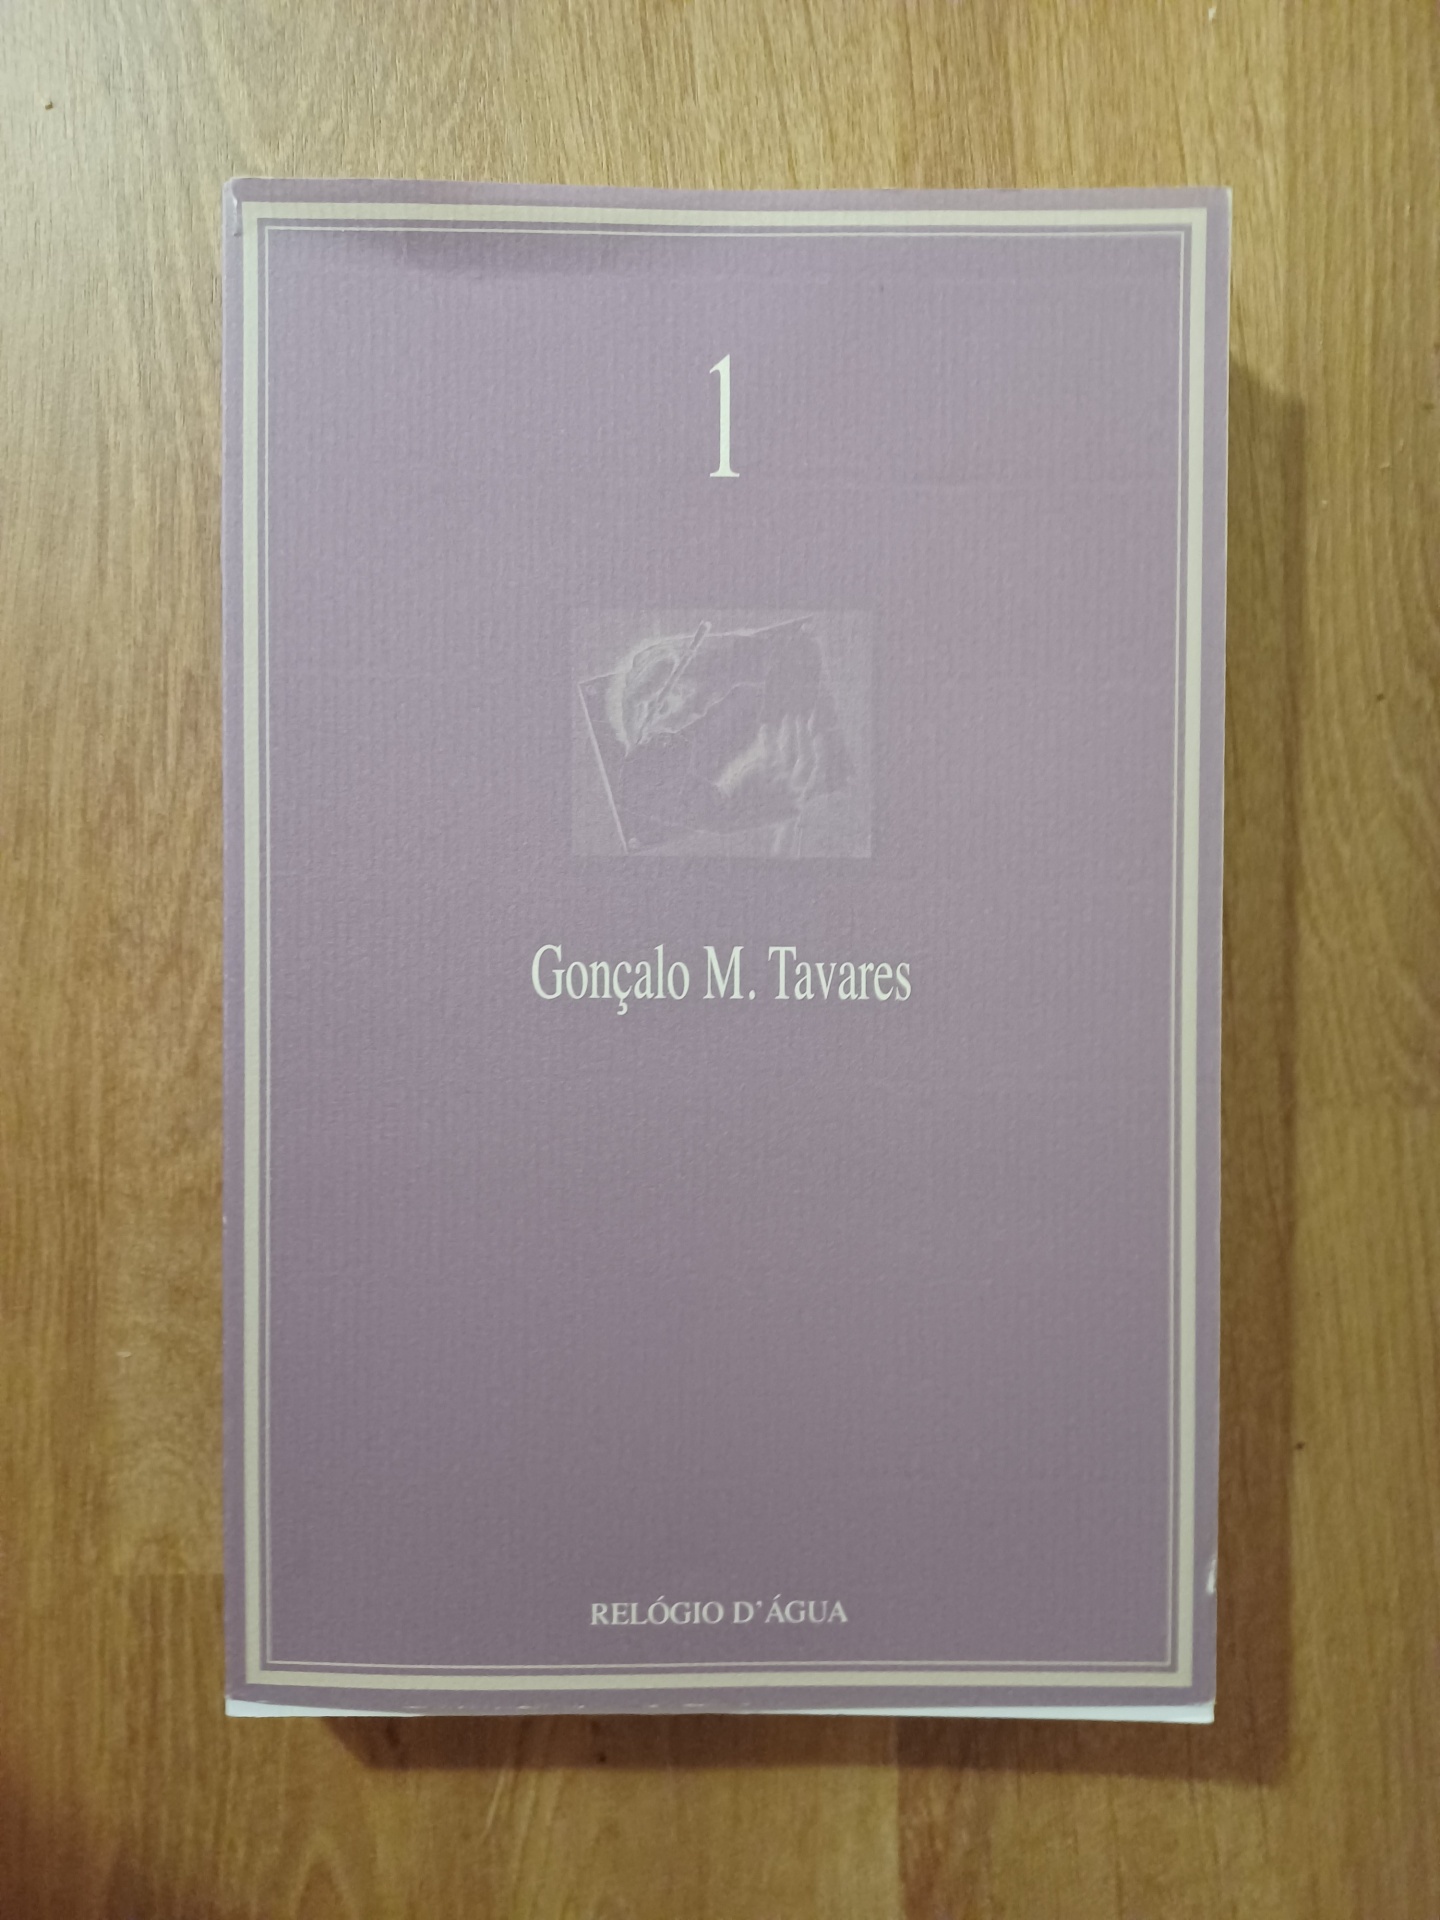 1
Gonçalo M. Tavares
RELÓGIO D'ÁGUA